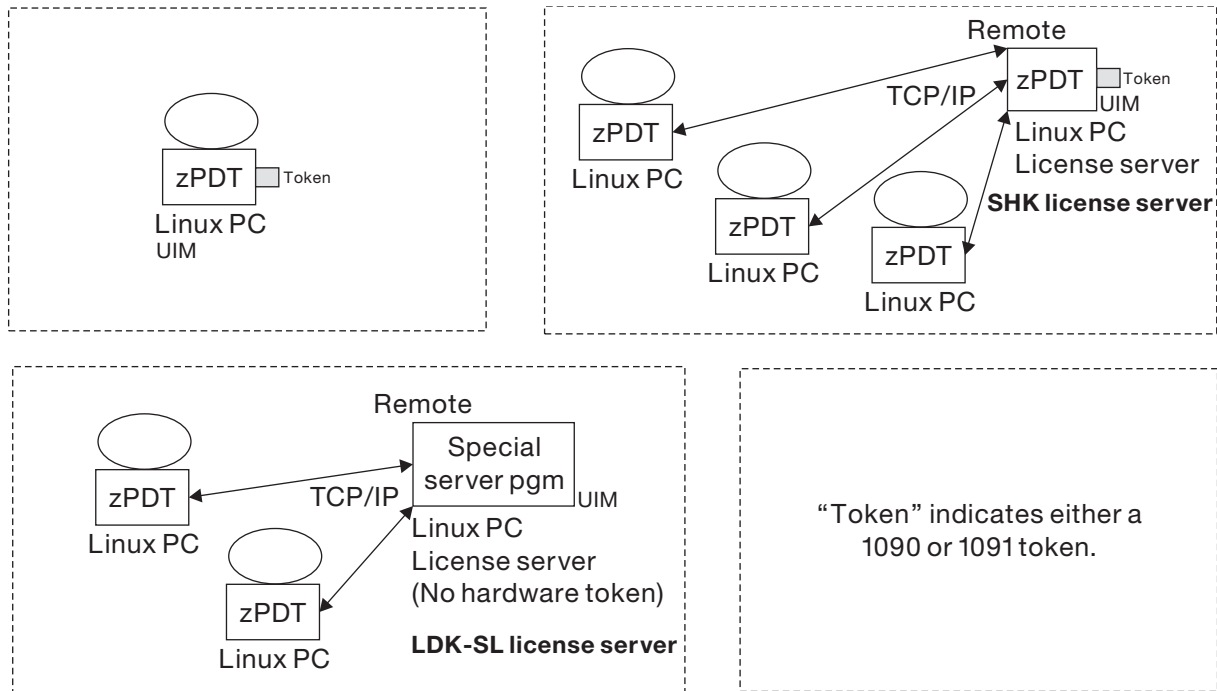 zPDT
Token
Linux PC
UIM
Remote
zPDT
Token
TCP/IP
UIM
zPDT
Linux PC
Linux PC
License server
SHK license server
zPDT
Linux PC
zPDT
Linux PC
Remote
Special
server pgm
UIM
zPDT
TCP/IP
Linux PC
Linux PC
License server
(No hardware token)
zPDT
LDK-SL license server
Linux PC
“Token” indicates either a
1090 or 1091 token.